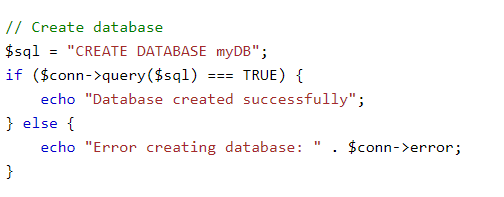 // Create database
$sql = "CREATE DATABASE myDB";
if ($conn->query($sql) === TRUE) {
    echo "Database created successfully";
} else {
    echo "Error creating database: " . $conn->error;
}